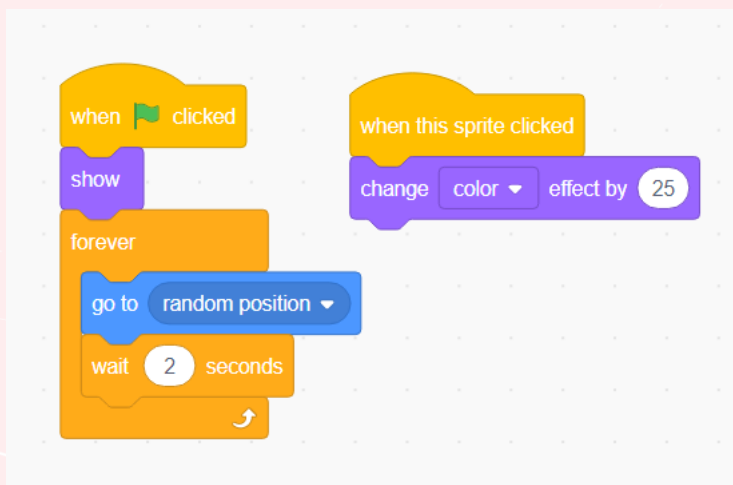 when clicked
show
forever
go to random position
wait 2 seconds
when this sprite clicked
change color effect by 25